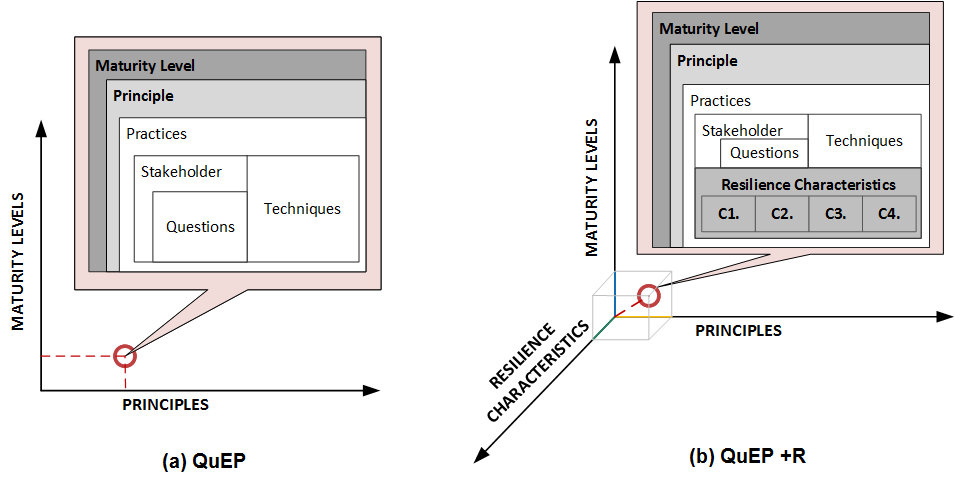 Maturity Level
Principle
Practices
Stakeholder
Questions
Techniques
MATURITY LEVELS
PRINCIPLES
(a) QuEP
Maturity Level
Principle
Practices
Stakeholder
Questions
Techniques
Resilience Characteristics
C1. C2. C3. C4.
MATURITY LEVELS
PRINCIPLES
RESILIENCE
CHARACTERISTICS
(b) QuEP +R